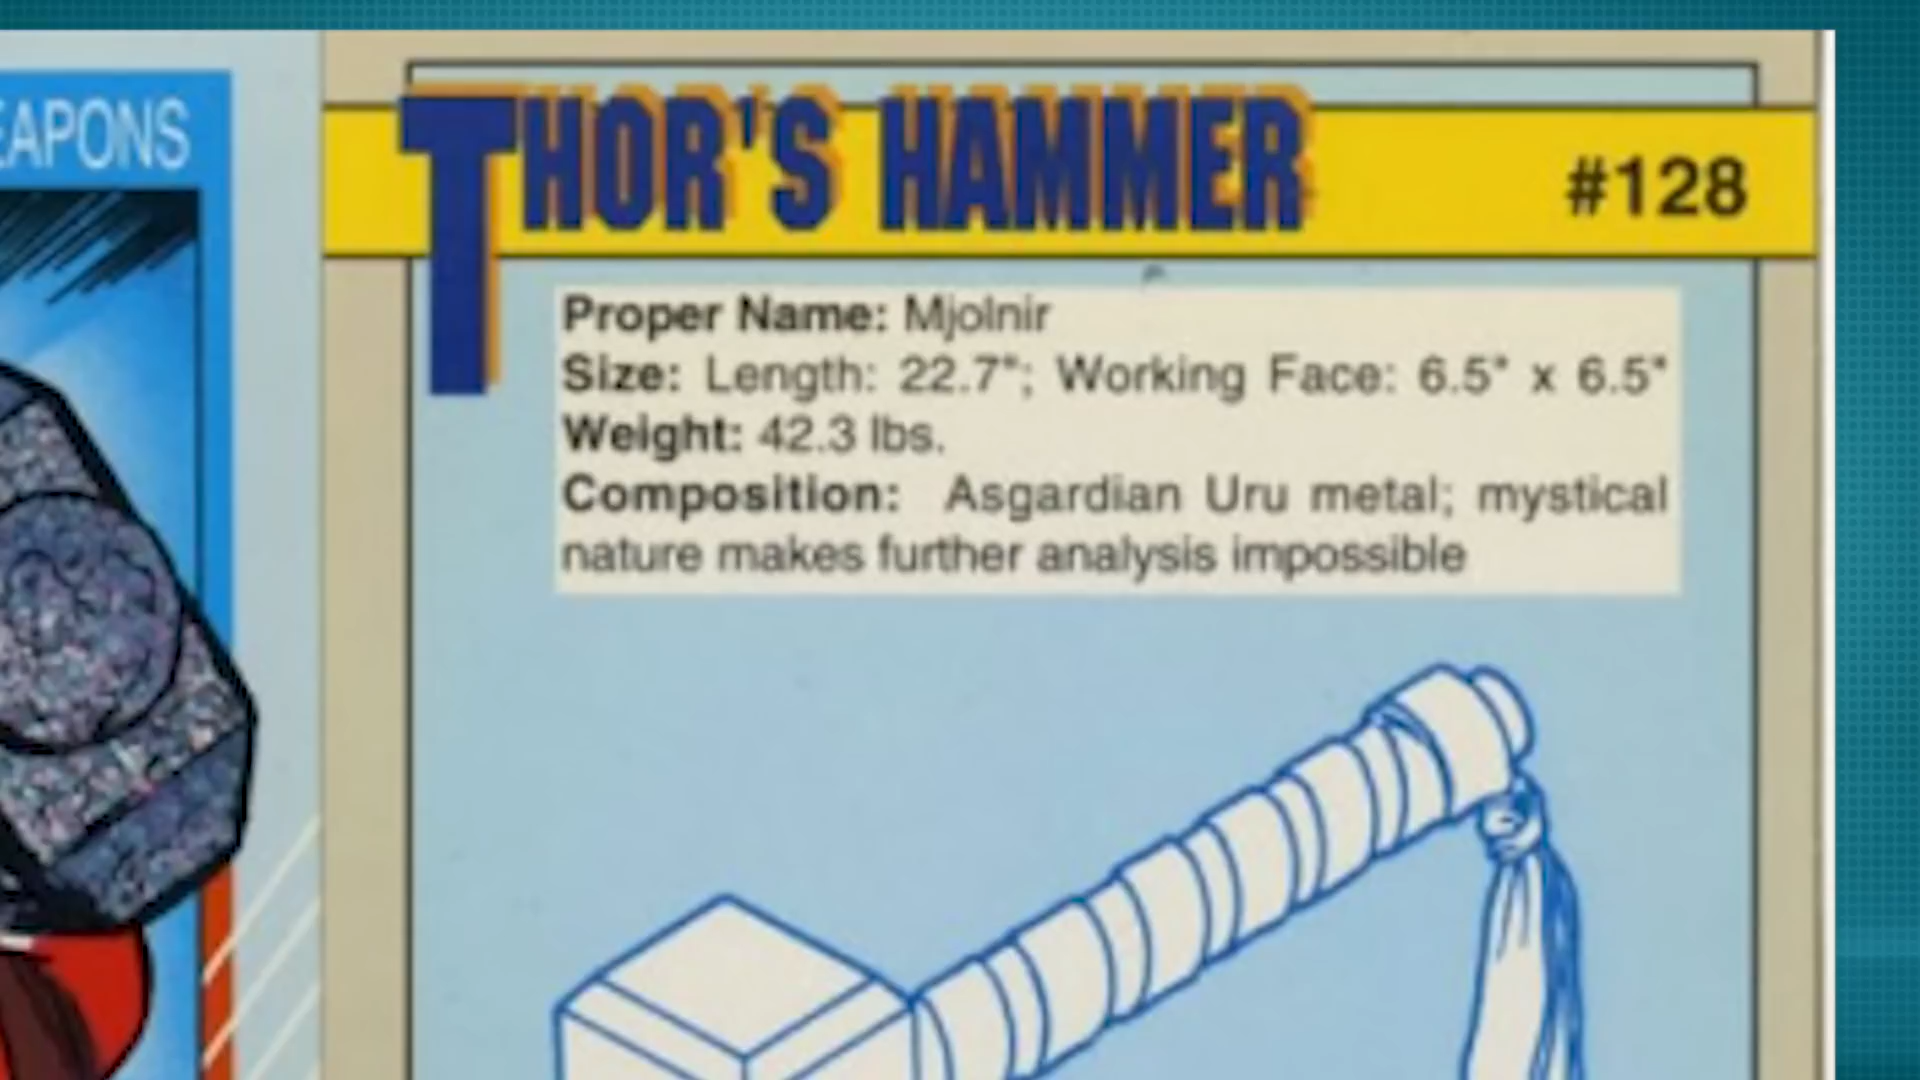 EAPONS
THOR'S HAMMER
#128
Proper Name: Mjolnir
Size: Length: 22.7"; Working Face: 6.5" x 6.5"
Weight: 42.3 lbs.
Composition: Asgardian Uru metal; mystical
nature makes further analysis impossible